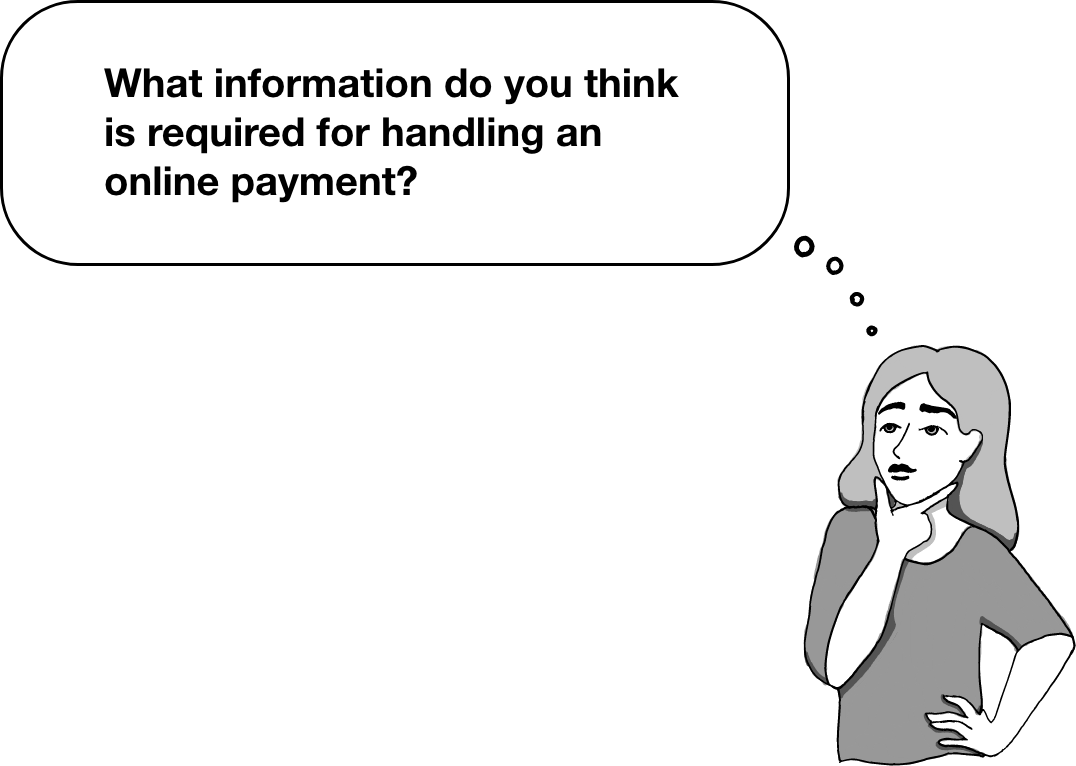 What information do you think
is required for handling an
online payment?